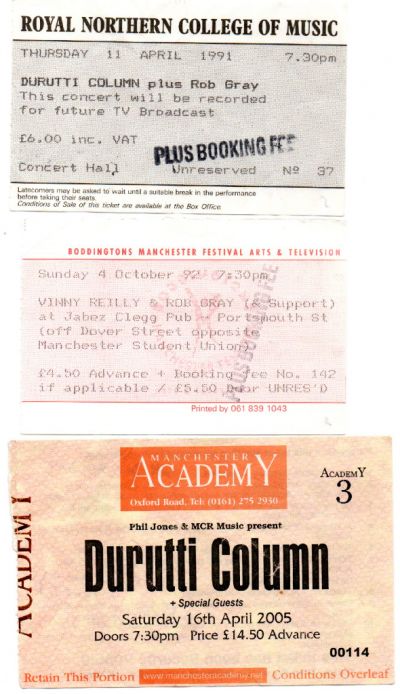 ROYAL NORTHERN COLLEGE OF MUSIC
THURSDAY 11 APRIL 1991 7.30pm
DURUTTI COLUMN plus Rob Gray
This concert will be recorded
for future TV Broadcast
£6.00 inc. VAT
PLUS BOOKING FEE
Concert Hall Unreserved Nº 37
Latecomers may be asked to wait until a suitable break in the performance
before taking their seats.
Conditions of Sale of this ticket are available at the Box Office.
BODDINGTONS MANCHESTER FESTIVAL ARTS & TELEVISION
Sunday 4 October 92 7:30pm
VINNY REILLY & ROB GRAY (& Support)
at Jabez Clegg Pub - Portsmouth St
(off Dover Street opposite
Manchester Student Union)
£4.50 Advance + Booking fee No. 142
if applicable / £5.50 Door UNRES'D
PLUS BOOKING FEE
Printed by 061 839 1043
MANCHESTER
ACADEMY
Oxford Road, Tel: (0161) 275 2930
ACADEMY
3
ACADEMY
Phil Jones & MCR Music present
Durutti Column
+ Special Guests
Saturday 16th April 2005
Doors 7:30pm Price £14.50 Advance
00114
Retain This Portion www.manchesteracademy.net Conditions Overleaf